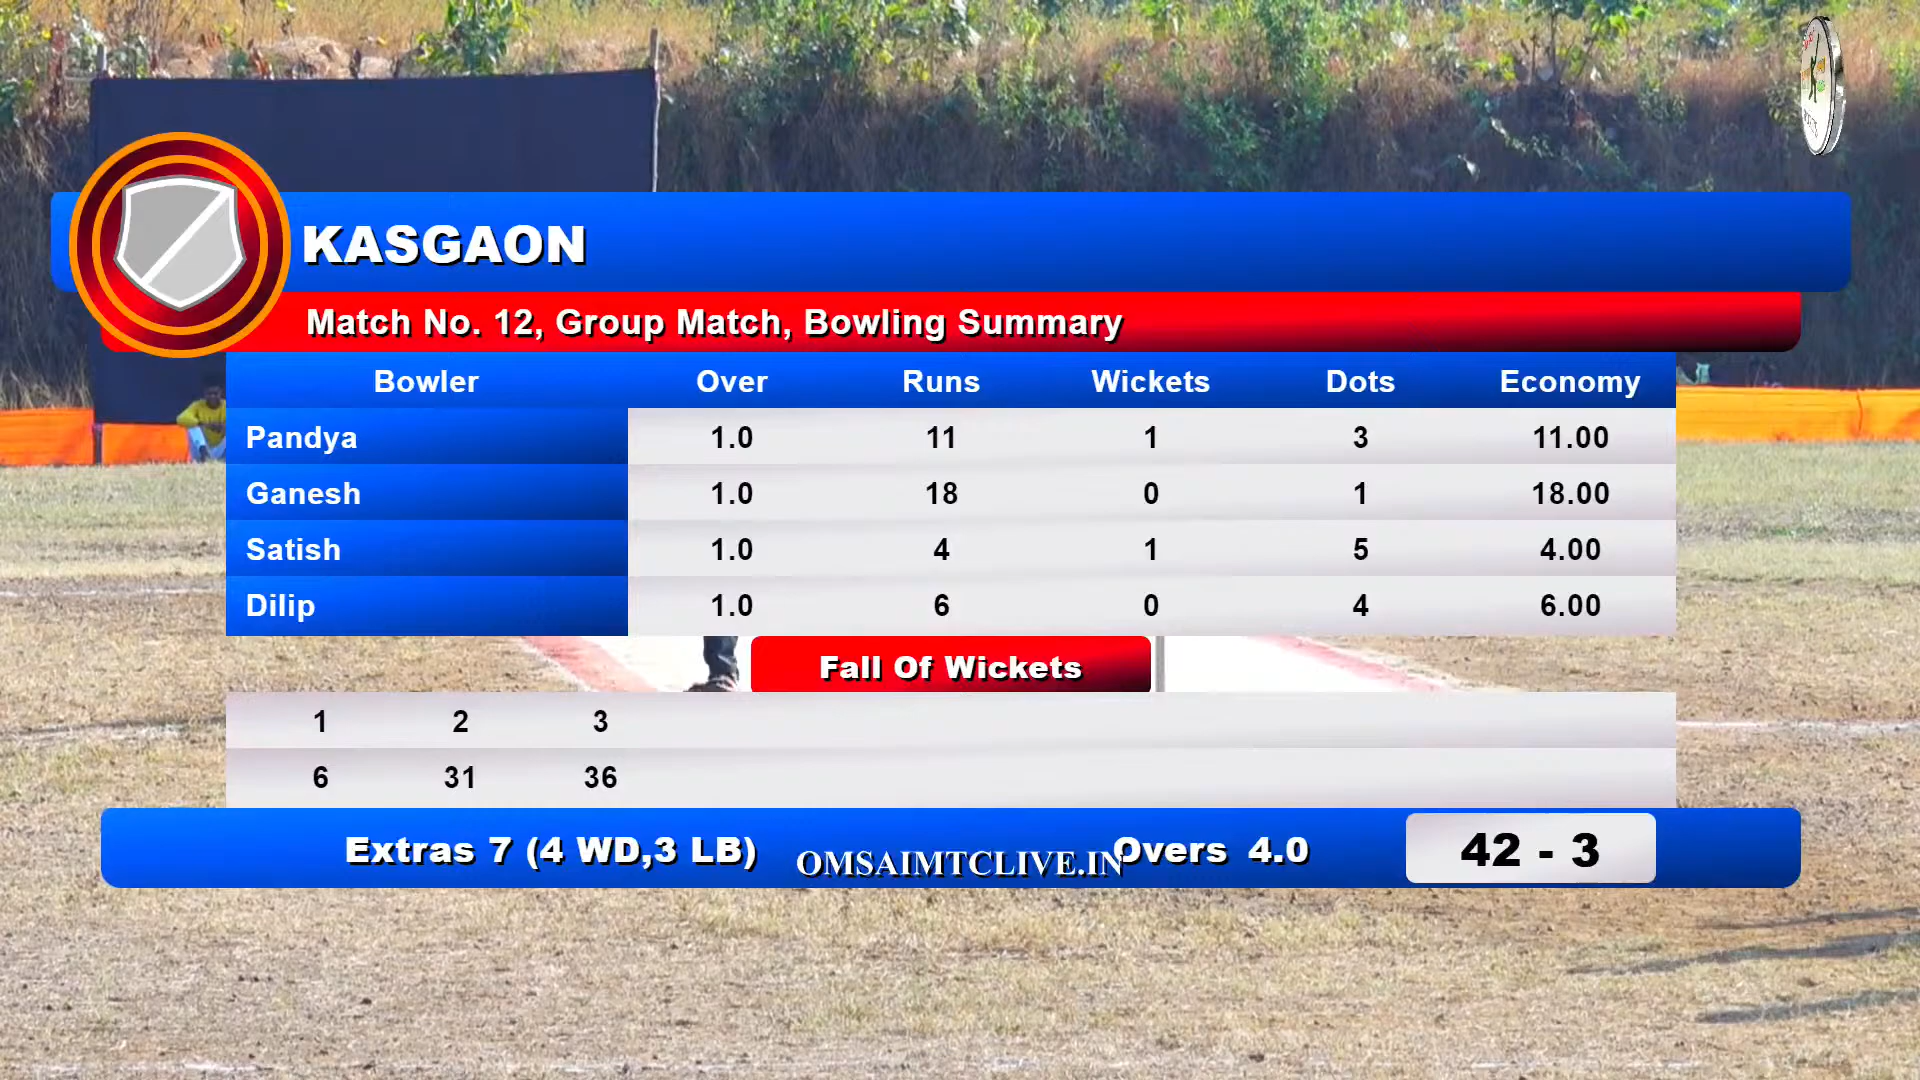 KASGAON
Match No. 12, Group Match, Bowling Summary
Bowler Over Runs Wickets Dots Economy
Pandya 1.0 11 1 3 11.00
Ganesh 1.0 18 0 1 18.00
Satish 1.0 4 1 5 4.00
Dilip 1.0 6 0 4 6.00
Fall Of Wickets
1 2 3
6 31 36
Extras 7 (4 WD,3 LB) OMSAIMTCLIVE.IN Overs 4.0 42 - 3